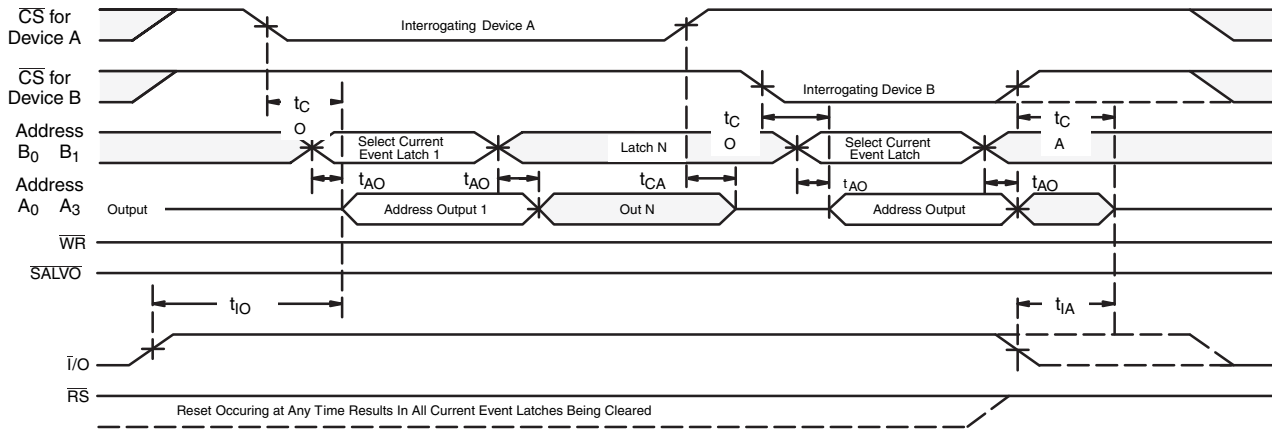 CS for
Device A
Interrogating Device A
CS for
Device B
Interrogating Device B
tC
O
tC
O
tC
A
Address
B0 B1
Select Current
Event Latch 1
Latch N
Select Current
Event Latch
tAO
tAO
tCA
tAO
tAO
Address
A0 A3
Output
Address Output 1
Out N
Address Output
WR
SALVO
tIO
tIA
I/O
RS
Reset Occuring at Any Time Results In All Current Event Latches Being Cleared